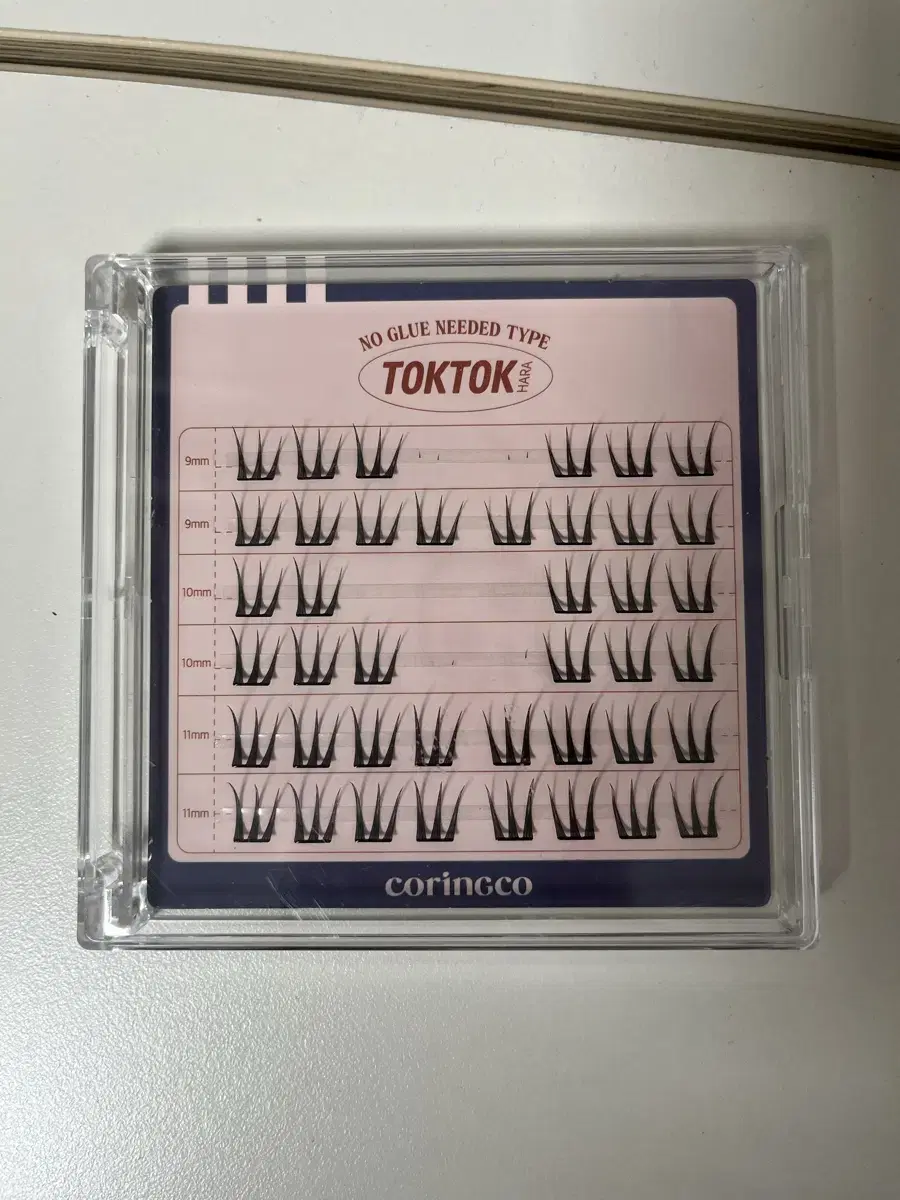 NO GLUE NEEDED TYPE
TOKTOK HARA
9mm
9mm
10mm
10mm
11mm
11mm
coringco